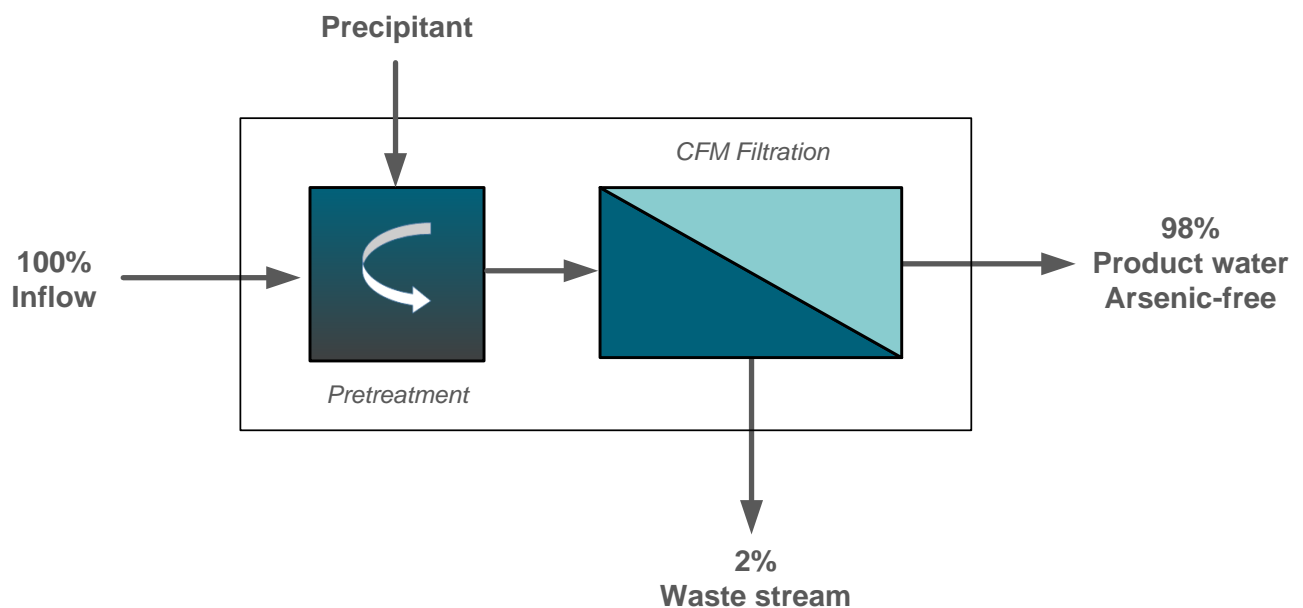 Precipitant
CFM Filtration
100%
Inflow
98%
Product water
Arsenic-free
Pretreatment
2%
Waste stream